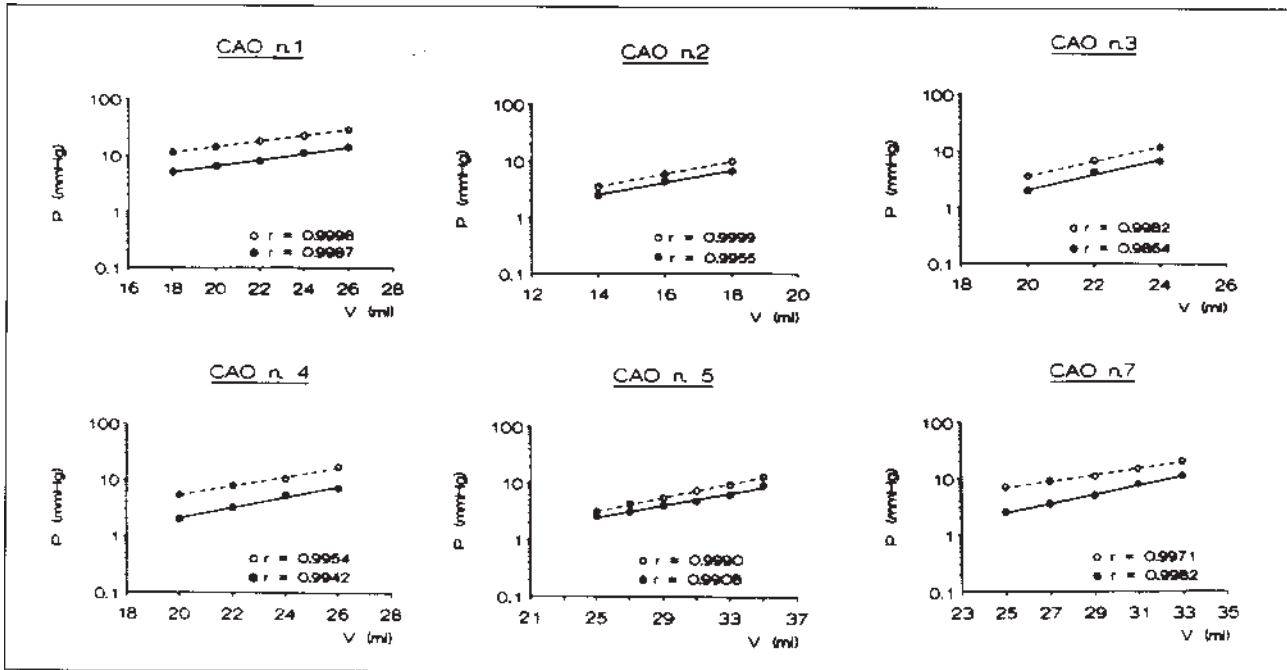 CAO n.1
100
10
1
0.1
P (mmHg)
r = 0.9998
r = 0.9987
16 18 20 22 24 26 28
V (ml)
CAO n.2
100
10
1
0.1
P (mmHg)
r = 0.9999
r = 0.9955
12 14 16 18 20
V (ml)
CAO n.3
100
10
1
0.1
P (mmHg)
r = 0.9982
r = 0.9864
18 20 22 24 26
V (ml)
CAO n. 4
100
10
1
0.1
P (mmHg)
r = 0.9954
r = 0.9942
18 20 22 24 26 28
V (ml)
CAO n. 5
100
10
1
0.1
P (mmHg)
r = 0.9990
r = 0.9908
21 25 29 33 37
V (ml)
CAO n.7
100
10
1
0.1
P (mmHg)
r = 0.9971
r = 0.9982
23 25 27 29 31 33 35
V (ml)